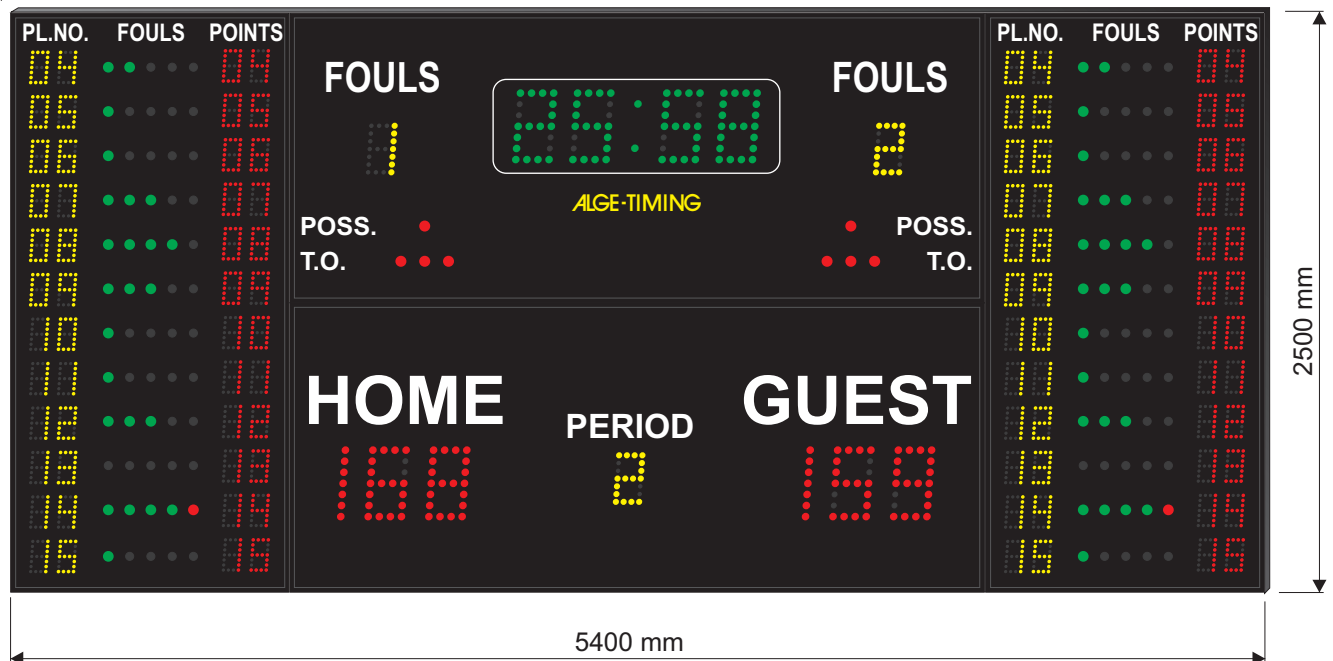 PL.NO. FOULS POINTS
04 04
05 05
06 06
07 07
08 08
09 09
10 10
11 11
12 12
13 13
14 14
15 15
FOULS
1
25:58
FOULS
2
ALGE-TIMING
POSS. POSS.
T.O. T.O.
HOME
168
PERIOD
2
GUEST
159
PL.NO. FOULS POINTS
04 04
05 05
06 06
07 07
08 08
09 09
10 10
11 11
12 12
13 13
14 14
15 15
2500 mm
5400 mm